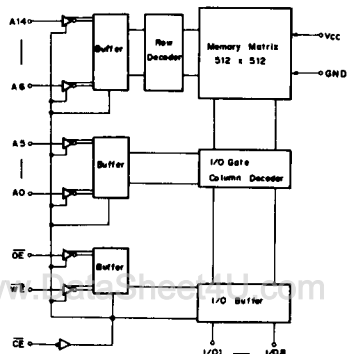 A14
Buffer
Row
Decoder
Memory Matrix
512 x 512
Vcc
GND
A6
A5
Buffer
I/O Gate
Column Decoder
A0
OE
Buffer
WE
www.DataSheet4U.com
I/O Buffer
CE
I/O1
I/O8